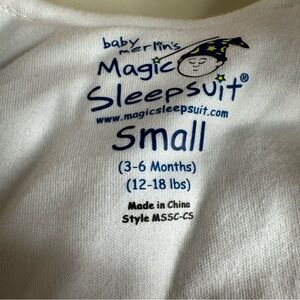 baby
merlin's
Magic
Sleepsuit®
www.magicsleepsuit.com
Small
(3-6 Months)
(12-18 lbs)
Made in China
Style MSSC-CS